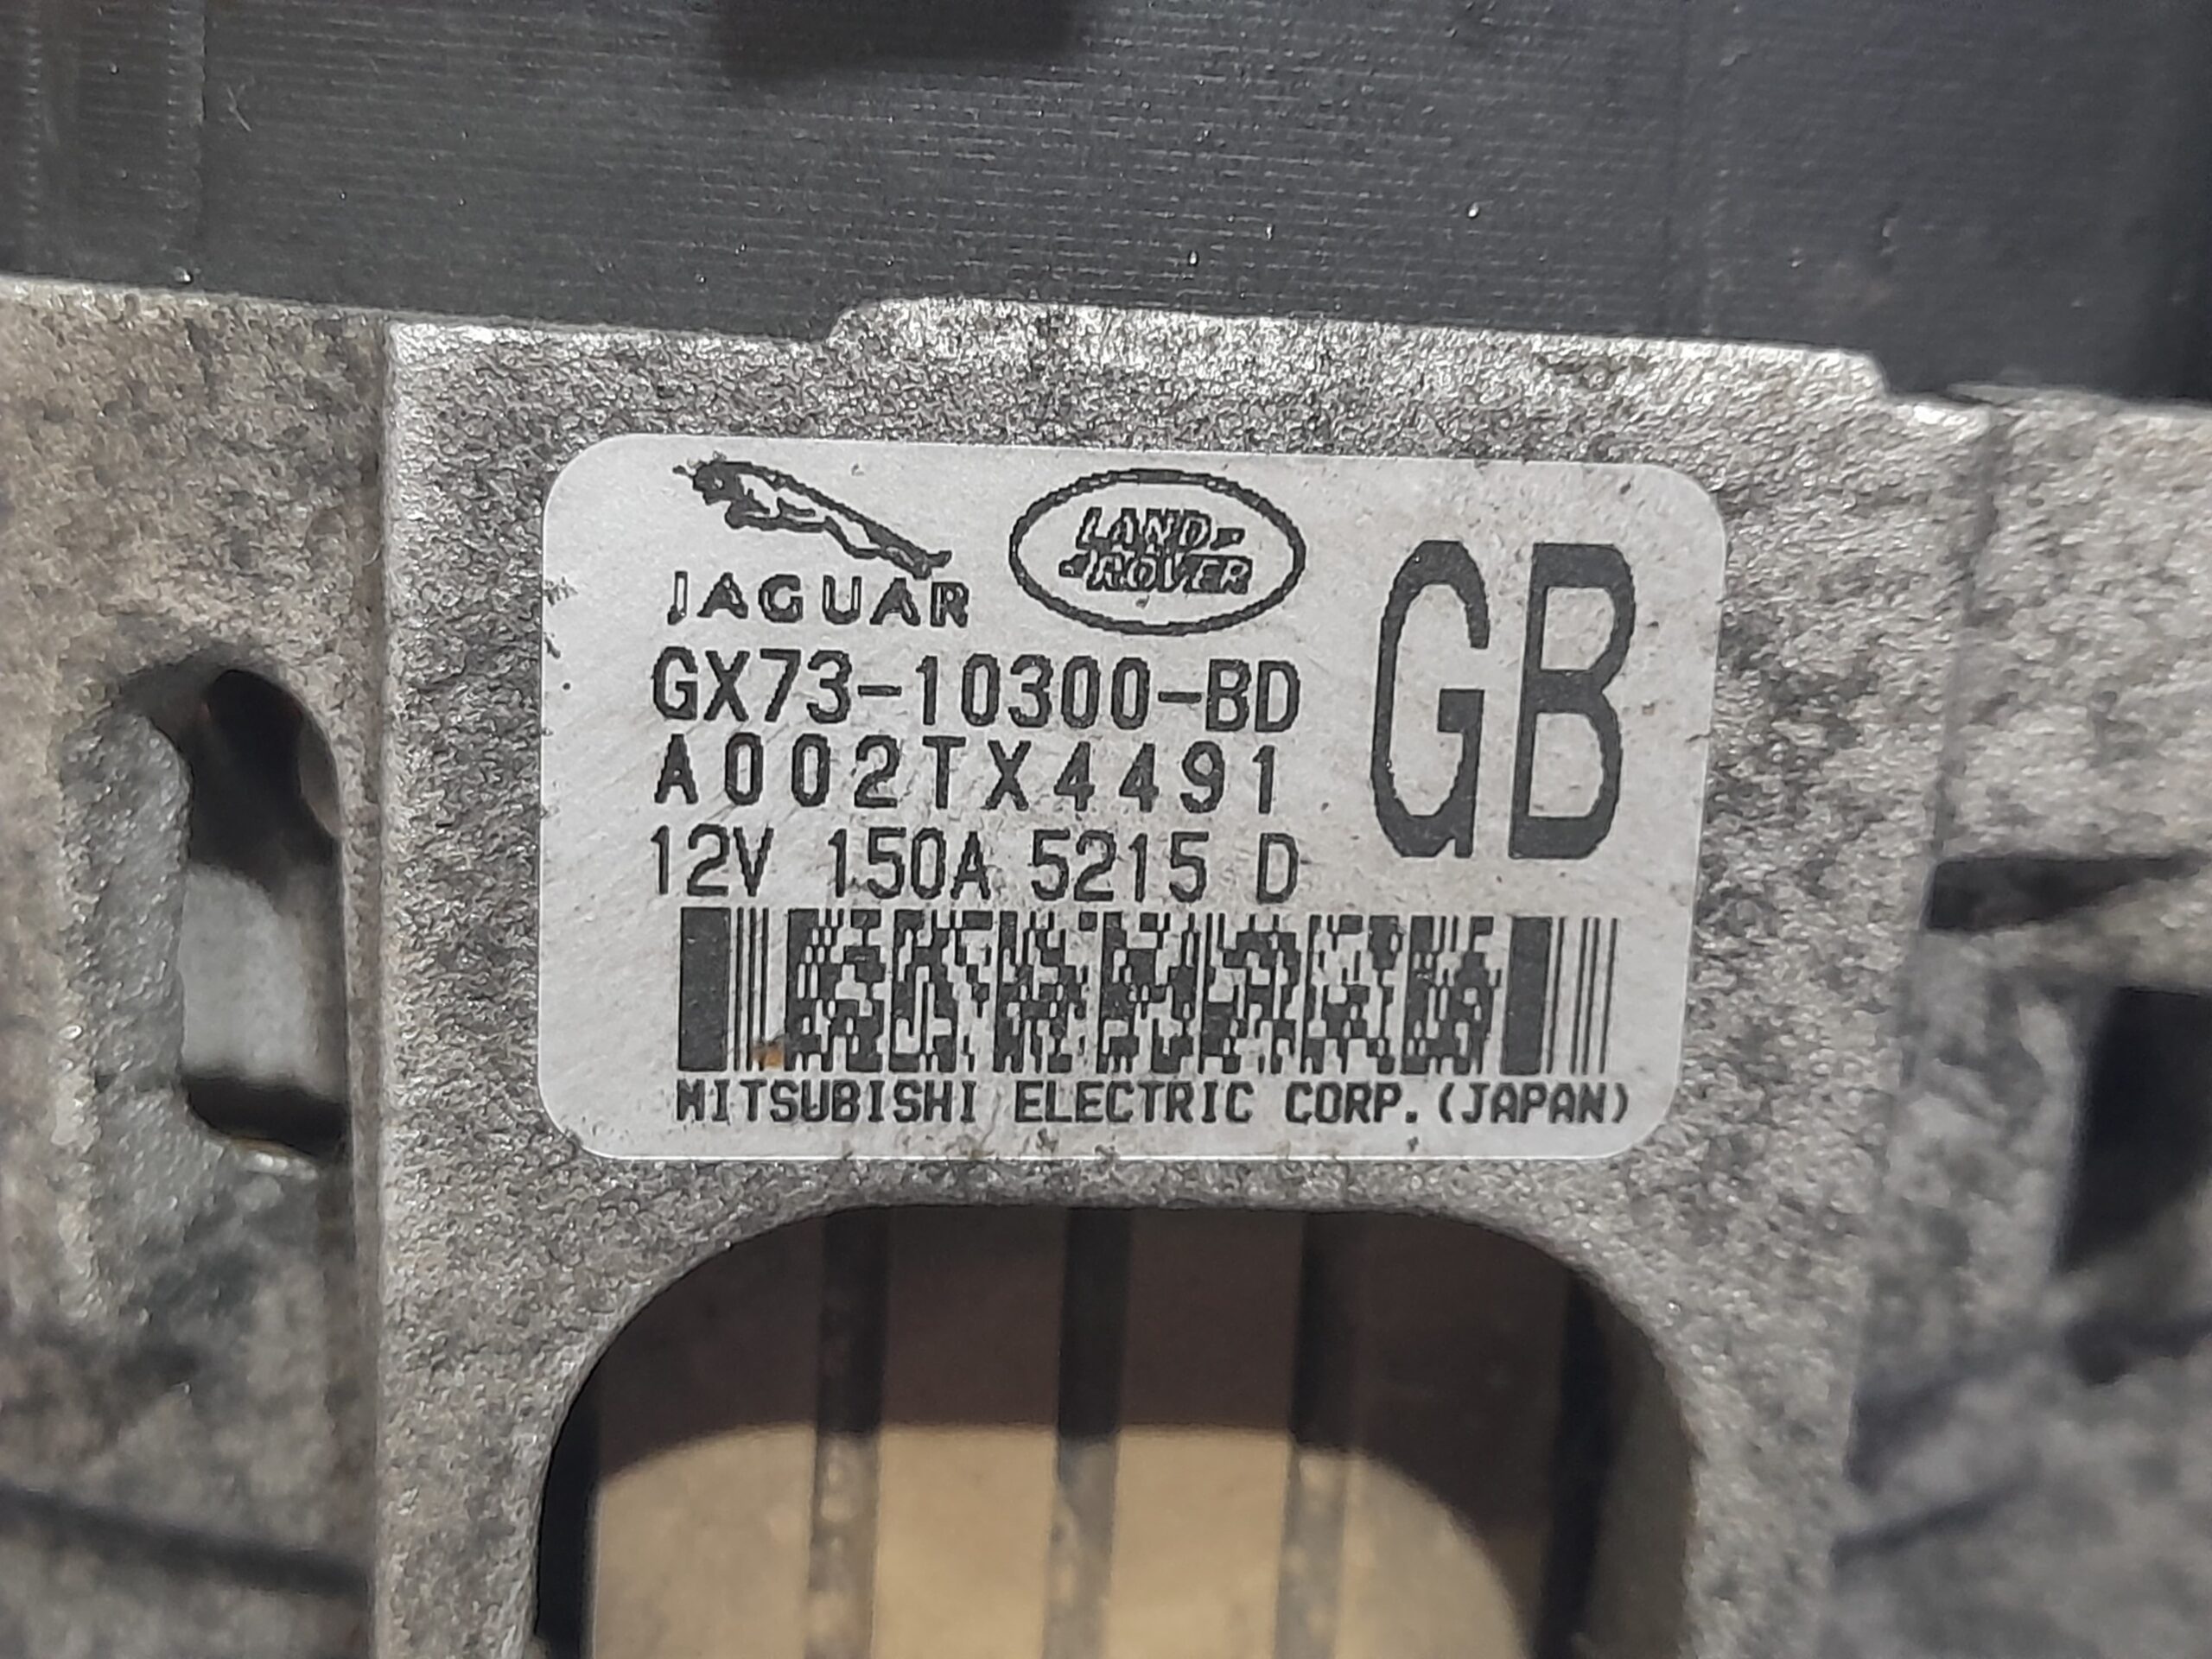 JAGUAR
LAND-
-ROVER
GB
GX73-10300-BD
A002TX4491
12V 150A 5215 D
MITSUBISHI ELECTRIC CORP.(JAPAN)